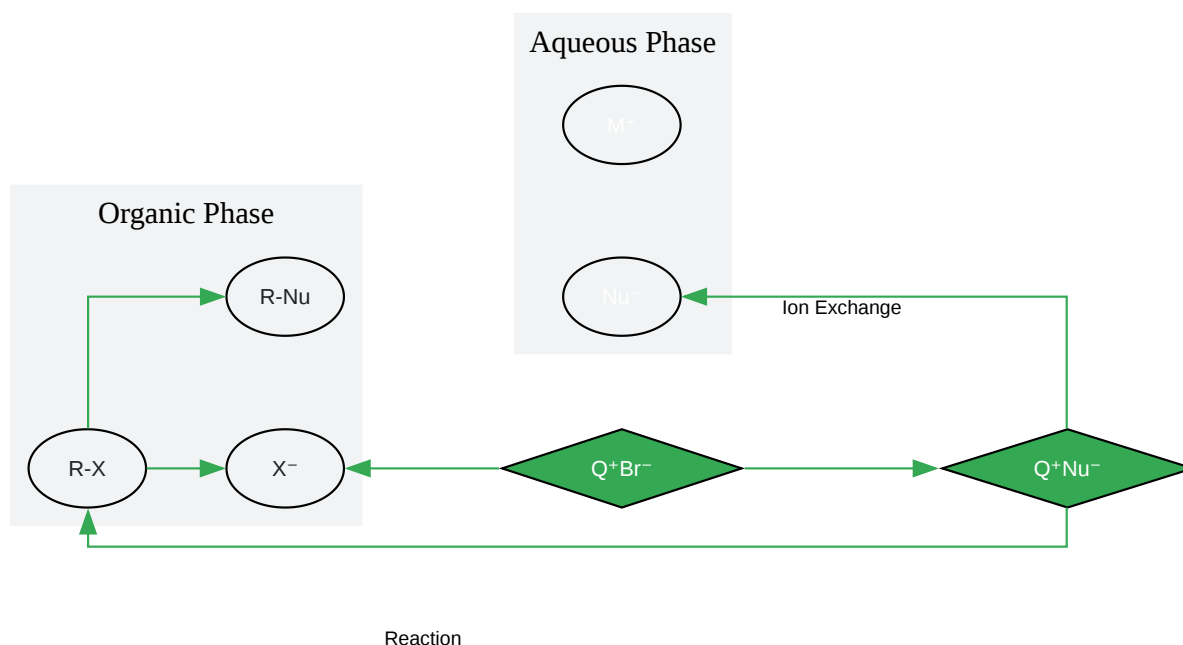 Aqueous Phase
M⁺
Organic Phase
R-Nu
Nu⁻
Ion Exchange
R-X
X⁻
Q⁺Br⁻
Q⁺Nu⁻
Reaction